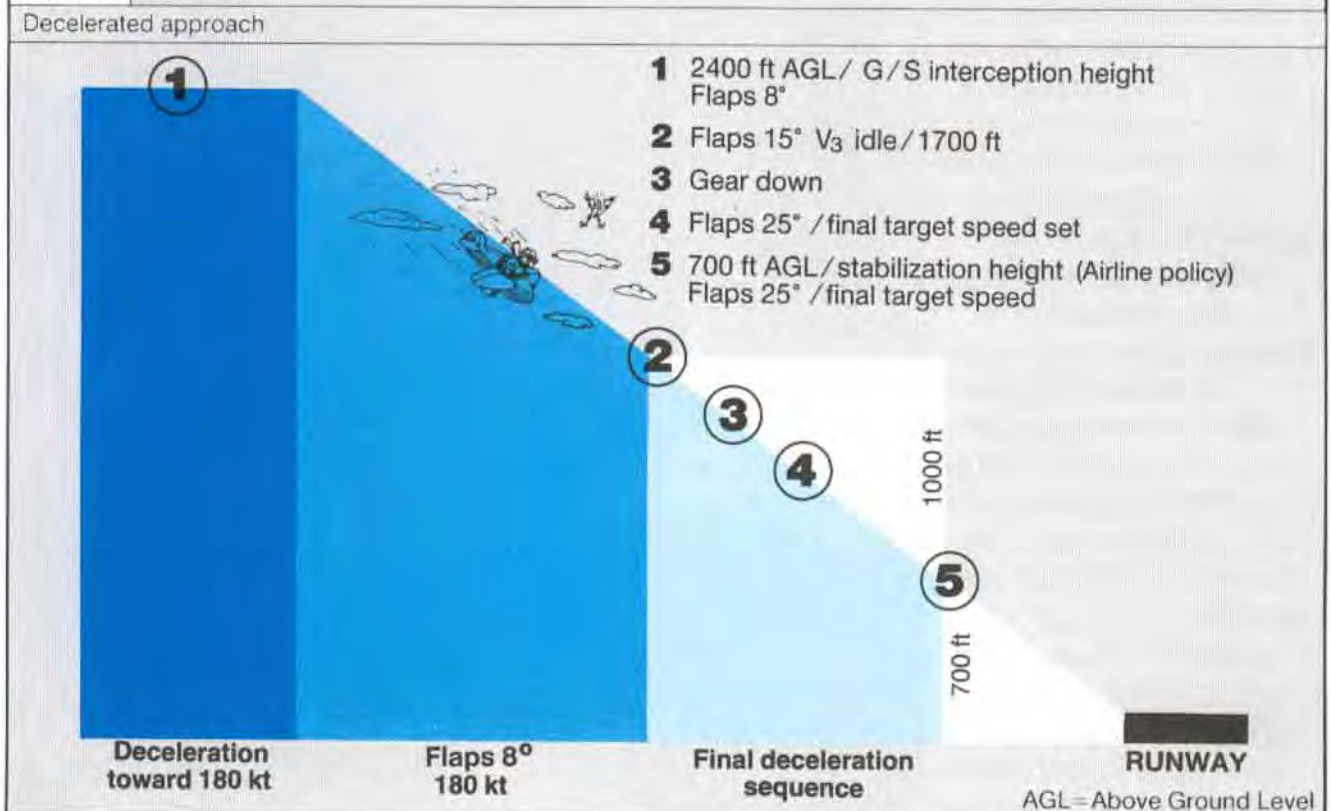 Decelerated approach
1
1 2400 ft AGL/ G/S interception height
Flaps 8°
2 Flaps 15° V3 idle/1700 ft
3 Gear down
4 Flaps 25° /final target speed set
5 700 ft AGL/stabilization height (Airline policy)
Flaps 25° /final target speed
2
3
4
5
1000 ft
700 ft
Deceleration
toward 180 kt
Flaps 8°
180 kt
Final deceleration
sequence
RUNWAY
AGL=Above Ground Level